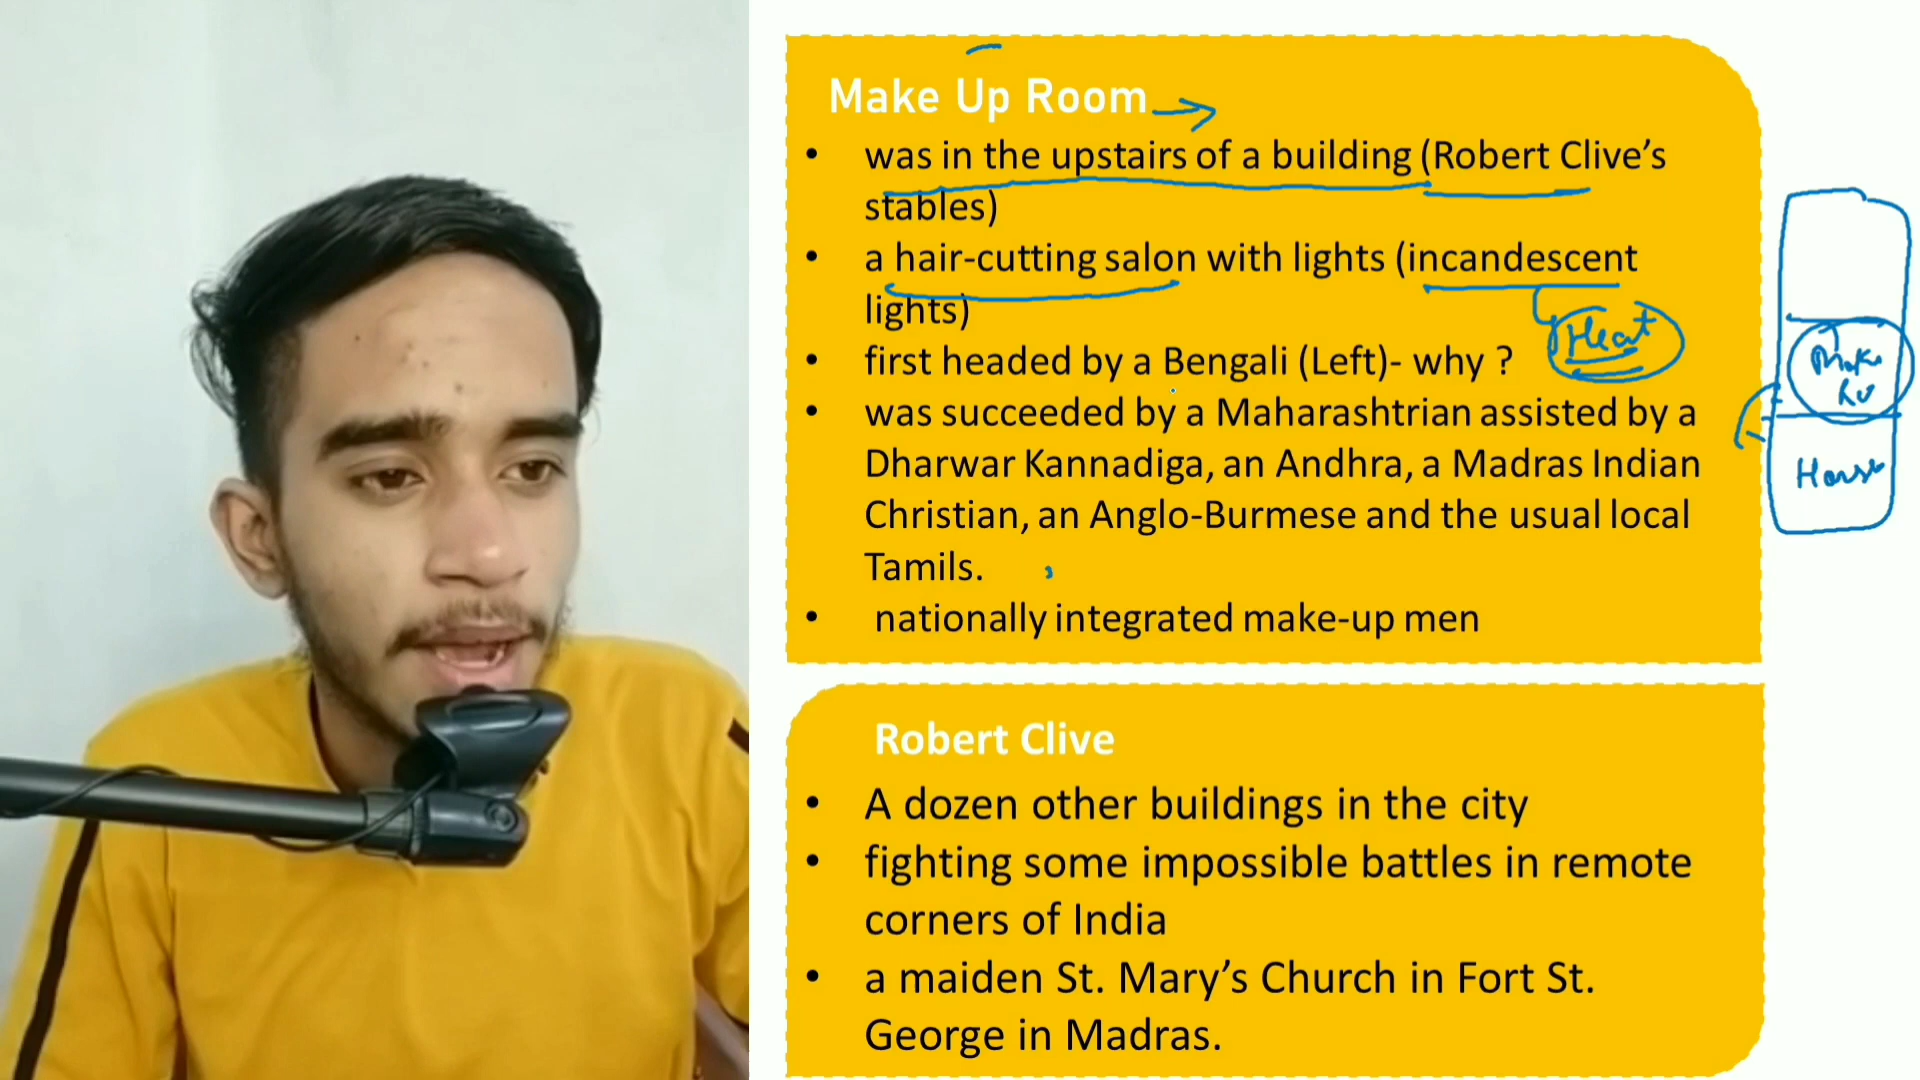 Make Up Room
• was in the upstairs of a building (Robert Clive's
stables)
• a hair-cutting salon with lights (incandescent
lights)
Heat
• first headed by a Bengali (Left)- why ?
• was succeeded by a Maharashtrian assisted by a
Dharwar Kannadiga, an Andhra, a Madras Indian
Christian, an Anglo-Burmese and the usual local
Tamils.
• nationally integrated make-up men
Make
Horse
Robert Clive
• A dozen other buildings in the city
• fighting some impossible battles in remote
corners of India
• a maiden St. Mary's Church in Fort St.
George in Madras.